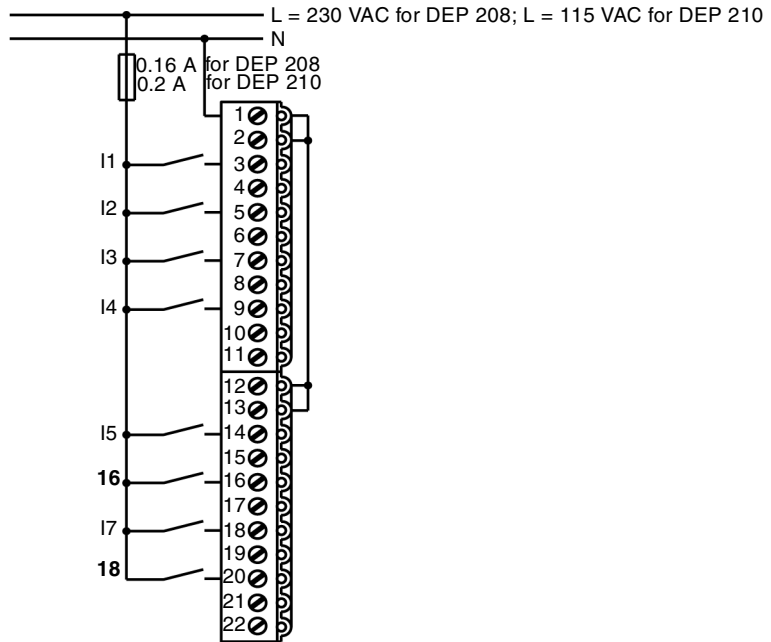 L = 230 VAC for DEP 208; L = 115 VAC for DEP 210
N
0.16 A for DEP 208
0.2 A for DEP 210
1
2
I1 3
4
I2 5
6
I3 7
8
I4 9
10
11
12
13
I5 14
15
16 16
17
I7 18
19
18 20
21
22